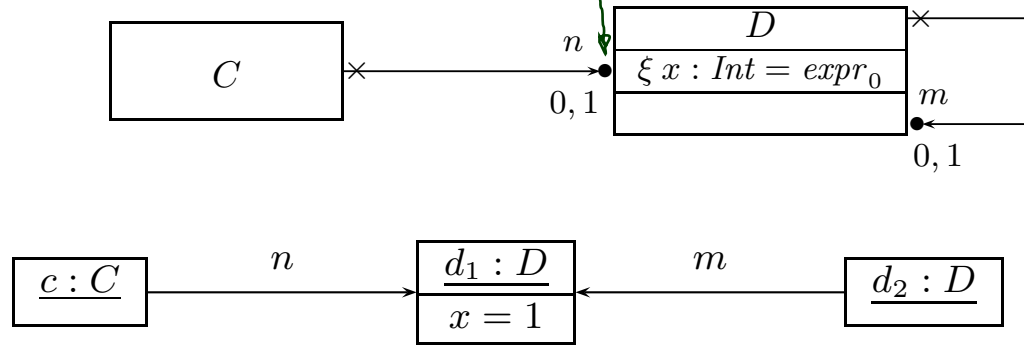 C
n
0, 1
D
ξ x : Int = expr₀
m
0, 1
c : C
n
d₁ : D
x = 1
m
d₂ : D